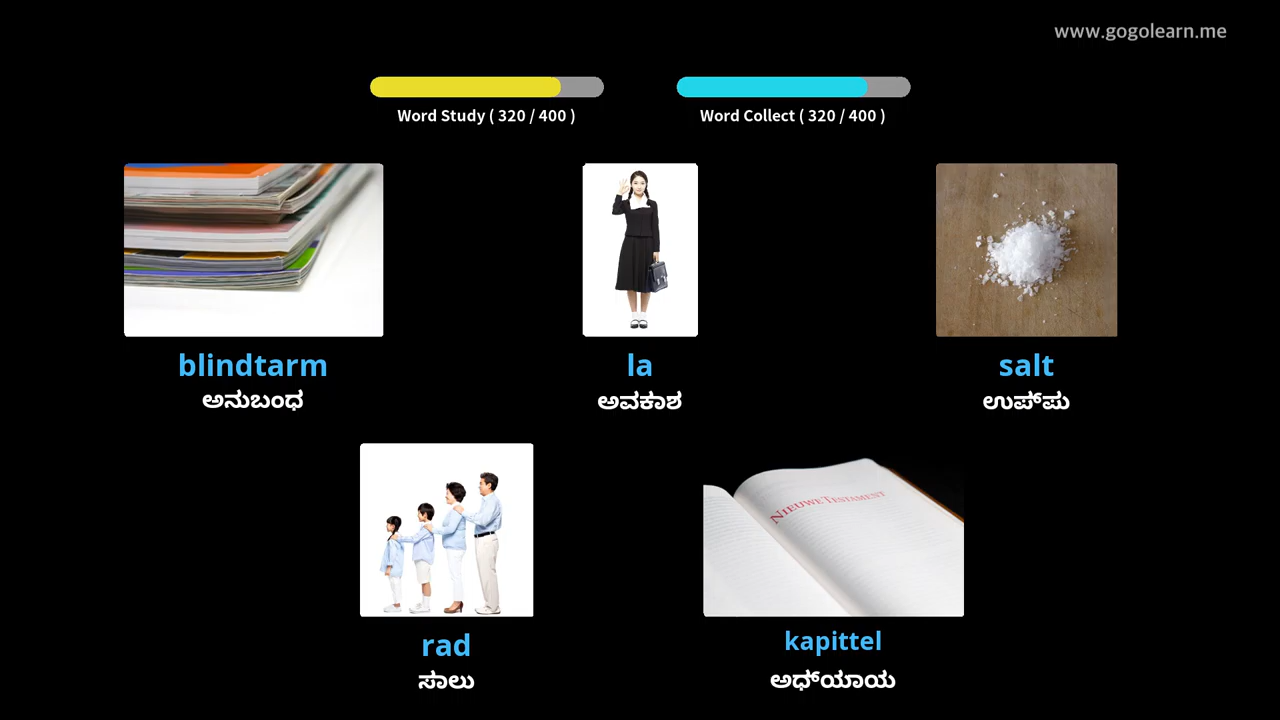 www.gogolearn.me
Word Study ( 320 / 400 )
Word Collect ( 320 / 400 )
blindtarm
ಅನುಬಂಧ
la
ಅವಕಾಶ
salt
ಉಪ್‌ಪು
NIEUWE TESTAMENT
rad
ಸಾಲು
kapittel
ಅಧ್‌ಯಾಯ